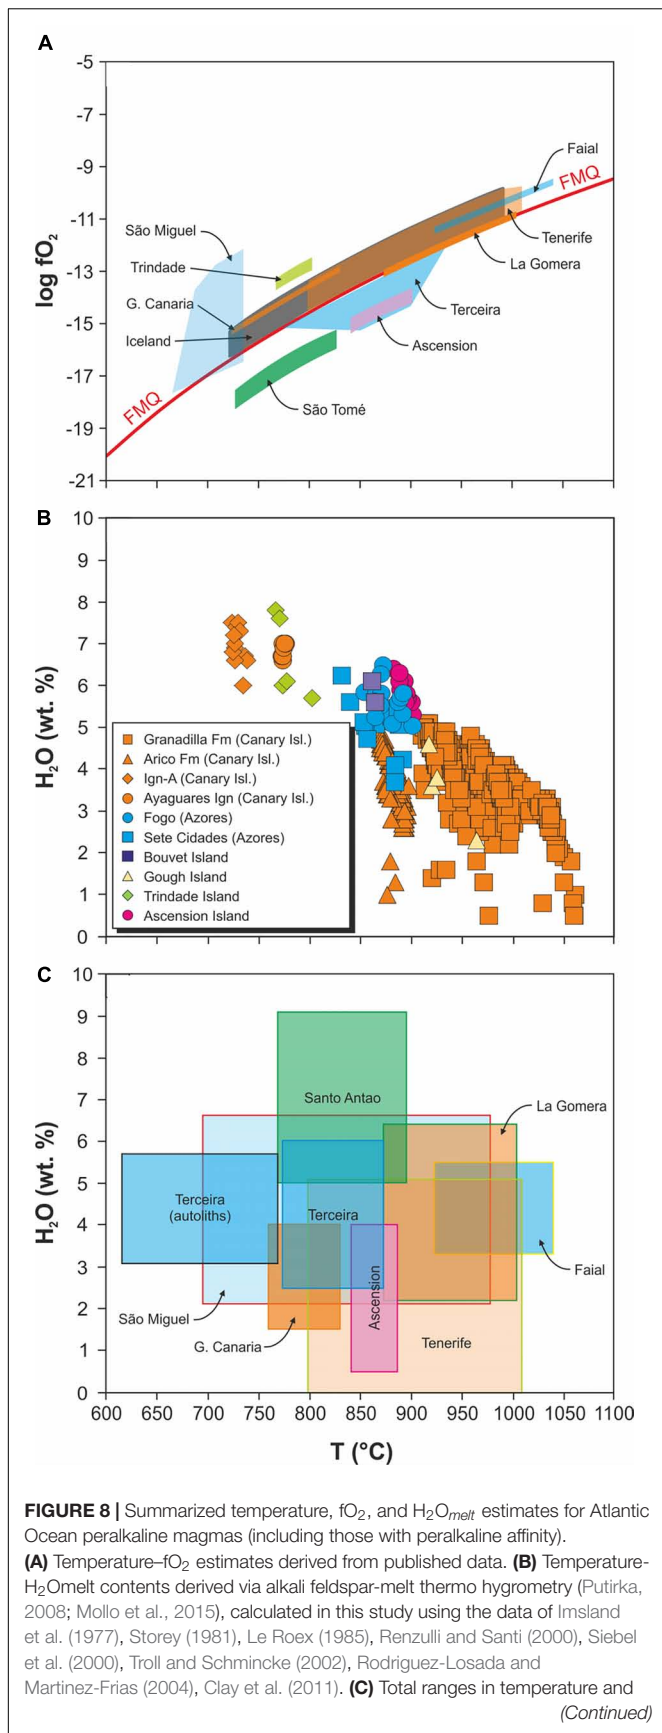 A
-5
-7
-9
-11
-13
-15
-17
-19
-21
log fO2
Faial
FMQ
São Miguel
Tenerife
Trindade
La Gomera
G. Canaria
Terceira
Iceland
Ascension
FMQ
São Tomé
B
10
9
8
7
6
5
4
3
2
1
0
H2O (wt. %)
Granadilla Fm (Canary Isl.)
Arico Fm (Canary Isl.)
Ign-A (Canary Isl.)
Ayaguares Ign (Canary Isl.)
Fogo (Azores)
Sete Cidades (Azores)
Bouvet Island
Gough Island
Trindade Island
Ascension Island
C
10
9
8
7
6
5
4
3
2
1
0
H2O (wt. %)
Santo Antao
La Gomera
Terceira
(autoliths)
Terceira
Faial
Ascension
São Miguel
G. Canaria
Tenerife
600 650 700 750 800 850 900 950 1000 1050 1100
T (°C)
FIGURE 8 | Summarized temperature, fO2, and H2Omelt estimates for Atlantic
Ocean peralkaline magmas (including those with peralkaline affinity).
(A) Temperature–fO2 estimates derived from published data. (B) Temperature-
H2Omelt contents derived via alkali feldspar-melt thermo hygrometry (Putirka,
2008; Mollo et al., 2015), calculated in this study using the data of Imsland
et al. (1977), Storey (1981), Le Roex (1985), Renzulli and Santi (2000), Siebel
et al. (2000), Troll and Schmincke (2002), Rodriguez-Losada and
Martinez-Frias (2004), Clay et al. (2011). (C) Total ranges in temperature and
(Continued)